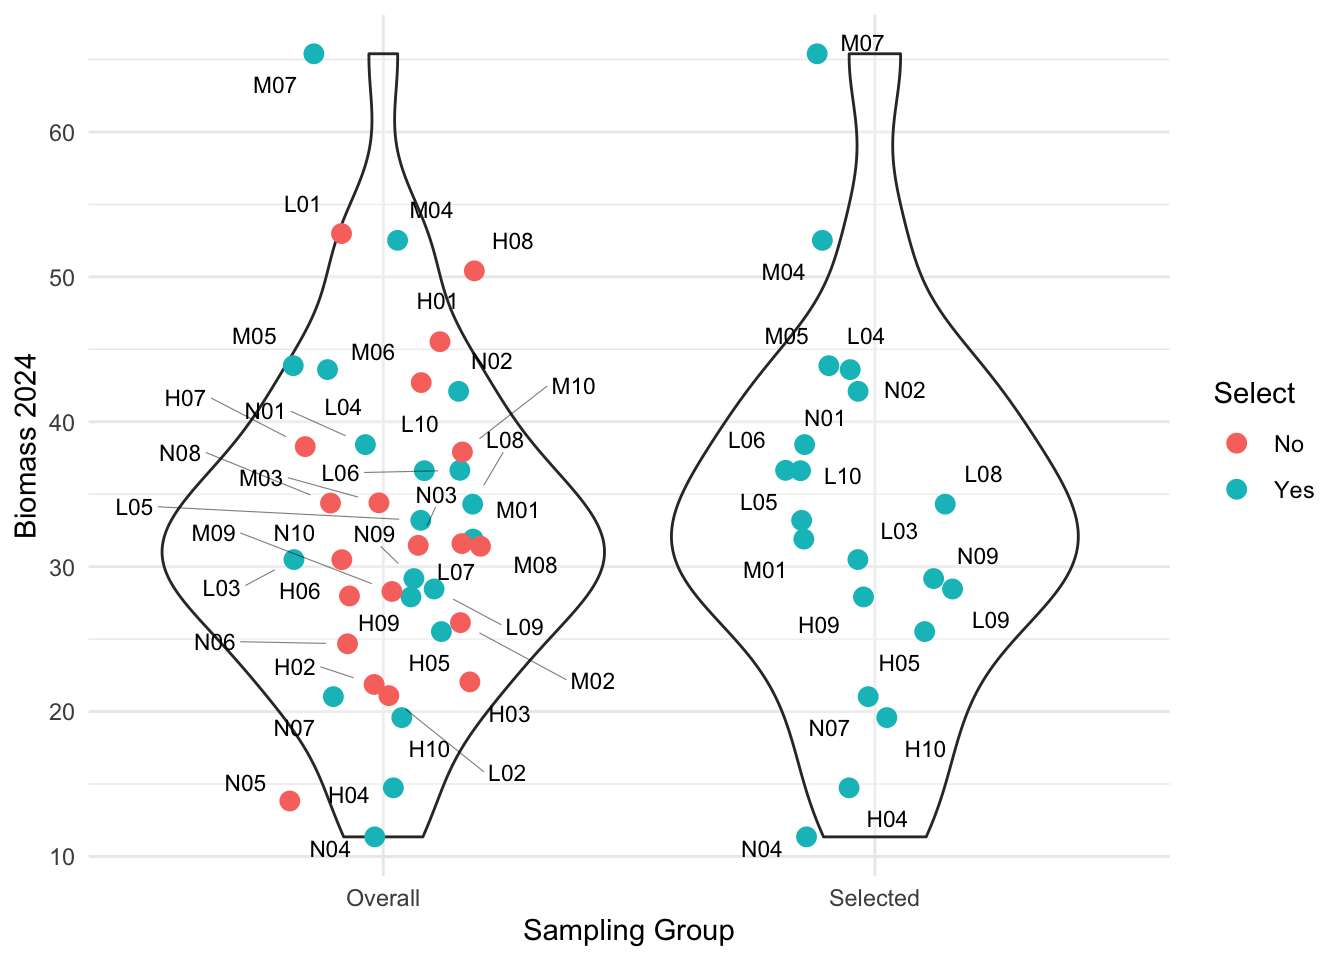 M07
M07
60
L01
M04
H08
M04
50
H01
M05
M06
N02
M05
L04
M10
N02
H07
N01
L04
40
L10
N01
L08
L06
N08
L06
M03
L10
L08
N03
L05
L05
M01
M09
N10
N09
L03
30
M08
N09
L03
H06
L07
M01
H09
L09
H09
L09
N06
H02
H05
M02
H05
20
H03
N07
N07
H10
H10
L02
N05
H04
H04
N04
N04
10
Biomass 2024
Overall
Selected
Sampling Group
Select
No
Yes